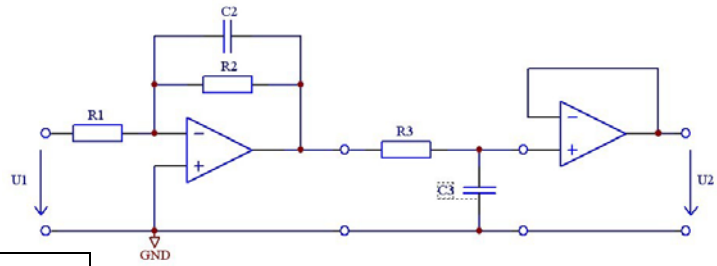 C2
R2
R1
R3
U1
C3
U2
GND
−
+
−
+